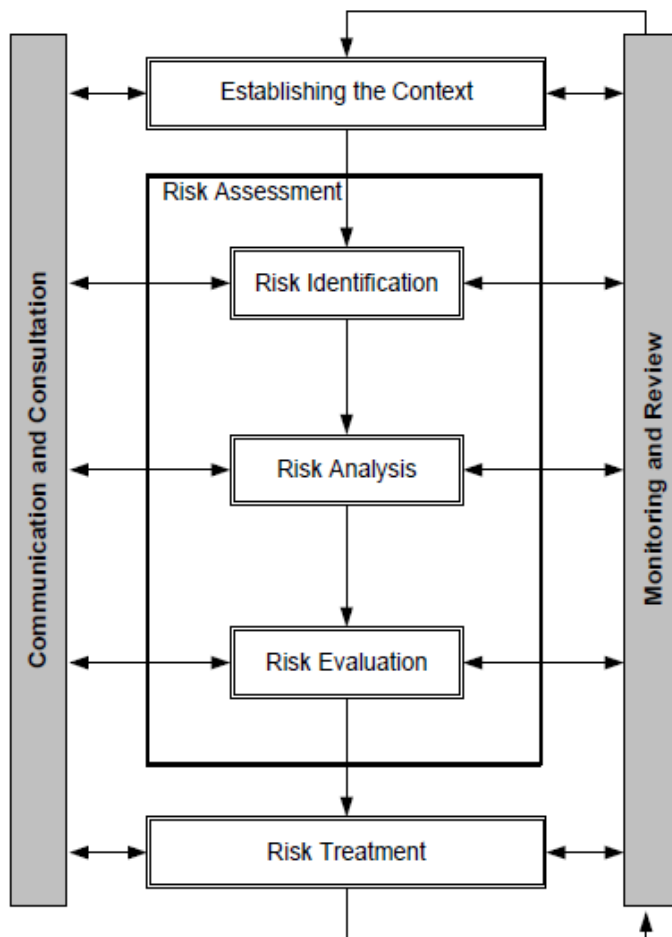 Establishing the Context
Risk Assessment
Risk Identification
Risk Analysis
Risk Evaluation
Risk Treatment
Communication and Consultation
Monitoring and Review